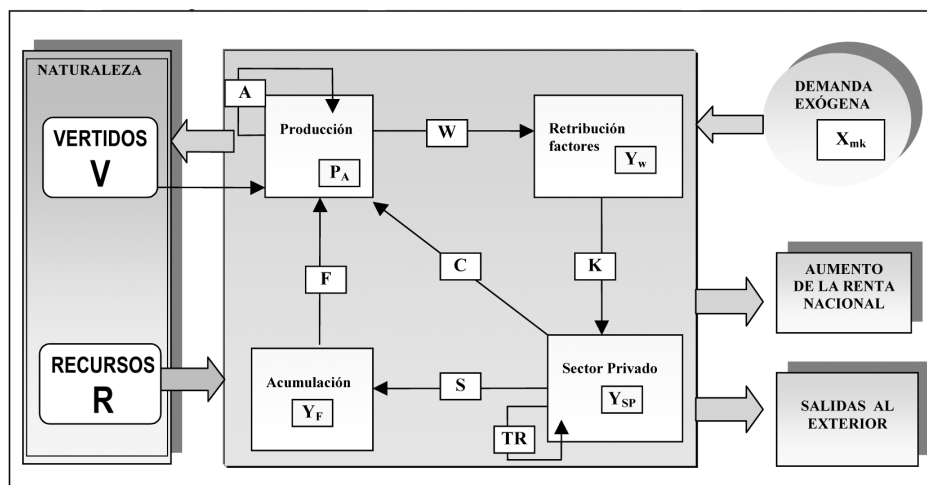 NATURALEZA
VERTIDOS
V
RECURSOS
R
A
Producción
P_A
W
Retribución
factores
Y_w
F
C
K
Acumulación
Y_F
S
Sector Privado
Y_SP
TR
DEMANDA
EXÓGENA
X_mk
AUMENTO
DE LA RENTA
NACIONAL
SALIDAS AL
EXTERIOR